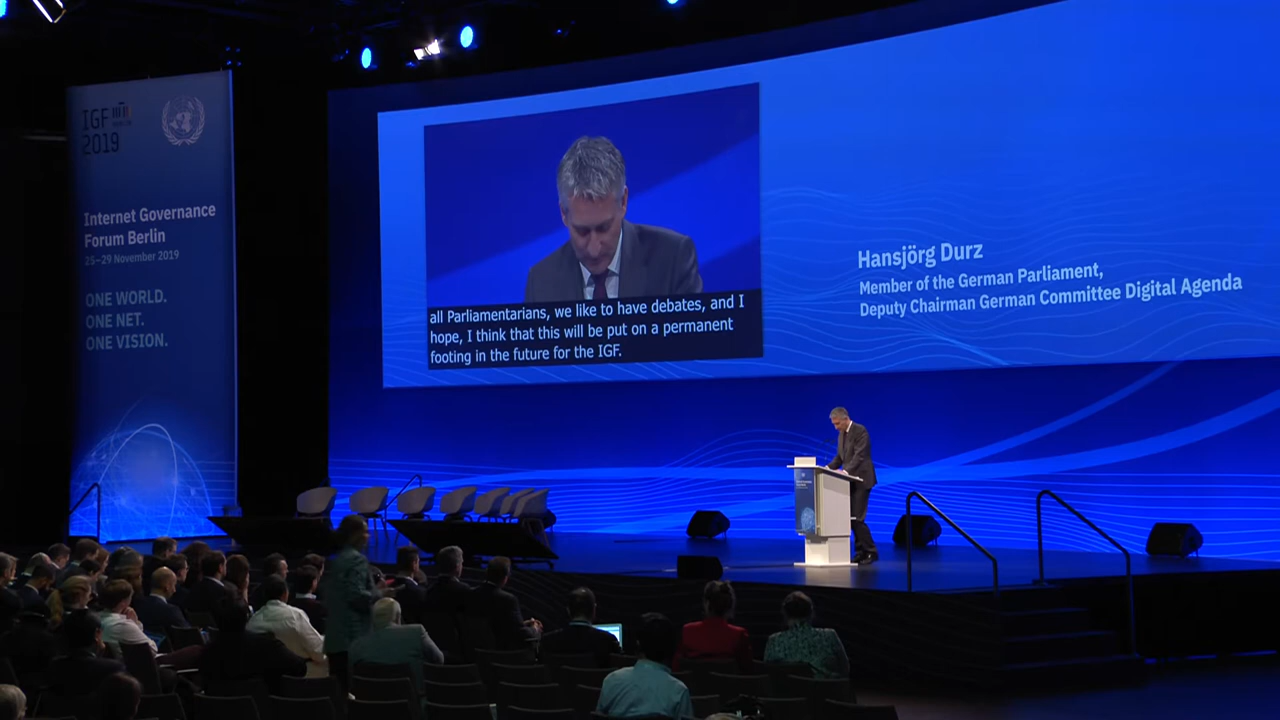 IGF
2019
Internet Governance
Forum Berlin
25–29 November 2019
ONE WORLD.
ONE NET.
ONE VISION.
all Parliamentarians, we like to have debates, and I
hope, I think that this will be put on a permanent
footing in the future for the IGF.
Hansjörg Durz
Member of the German Parliament,
Deputy Chairman German Committee Digital Agenda